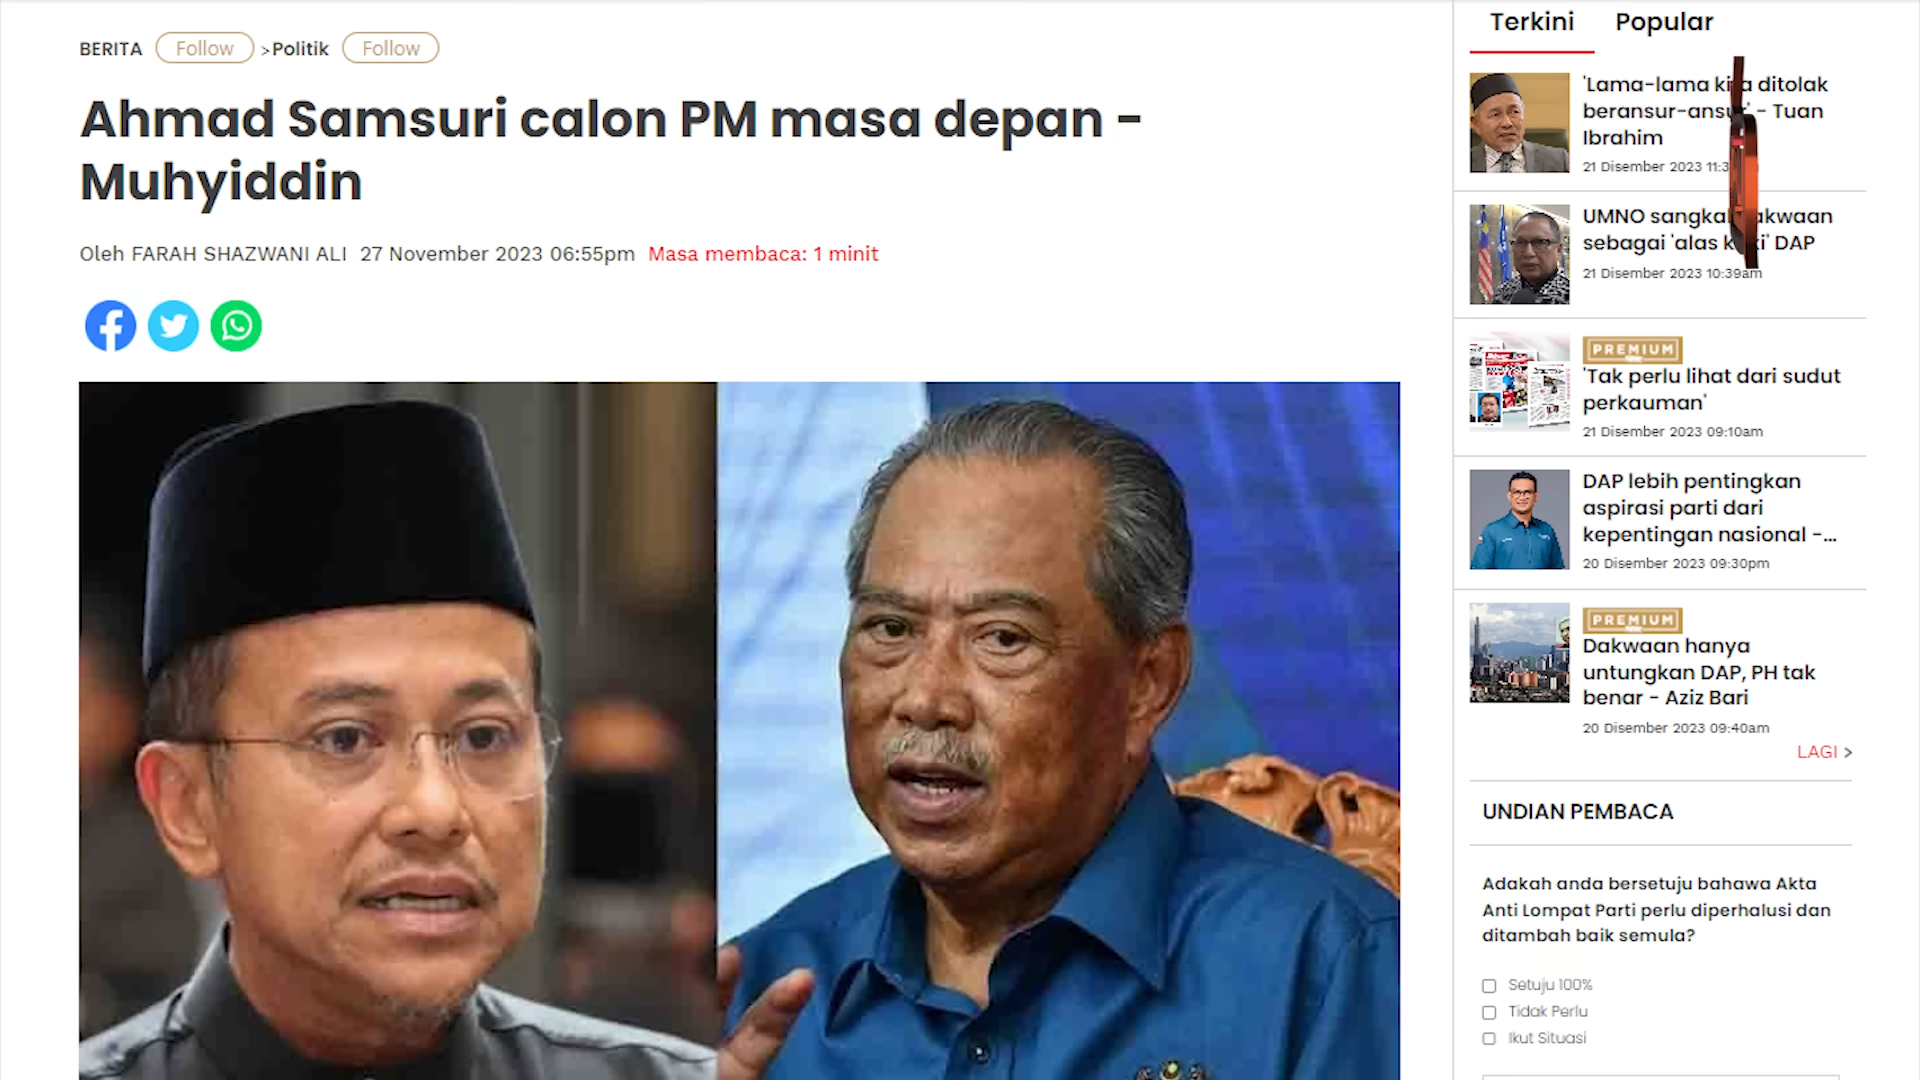 BERITA Follow >Politik Follow
Ahmad Samsuri calon PM masa depan -
Muhyiddin
Oleh FARAH SHAZWANI ALI 27 November 2023 06:55pm Masa membaca: 1 minit
Terkini Popular
'Lama-lama kita ditolak
beransur-ansur' - Tuan
Ibrahim
21 Disember 2023
UMNO sangkal dakwaan
sebagai 'alas kaki' DAP
21 Disember 2023 10:39am
PREMIUM
'Tak perlu lihat dari sudut
perkauman'
21 Disember 2023 09:10am
DAP lebih pentingkan
aspirasi parti dari
kepentingan nasional -...
20 Disember 2023 09:30pm
PREMIUM
Dakwaan hanya
untungkan DAP, PH tak
benar - Aziz Bari
20 Disember 2023 09:40am
LAGI >
UNDIAN PEMBACA
Adakah anda bersetuju bahawa Akta
Anti Lompat Parti perlu diperhalusi dan
ditambah baik semula?
Setuju 100%
Tidak Perlu
Ikut Situasi